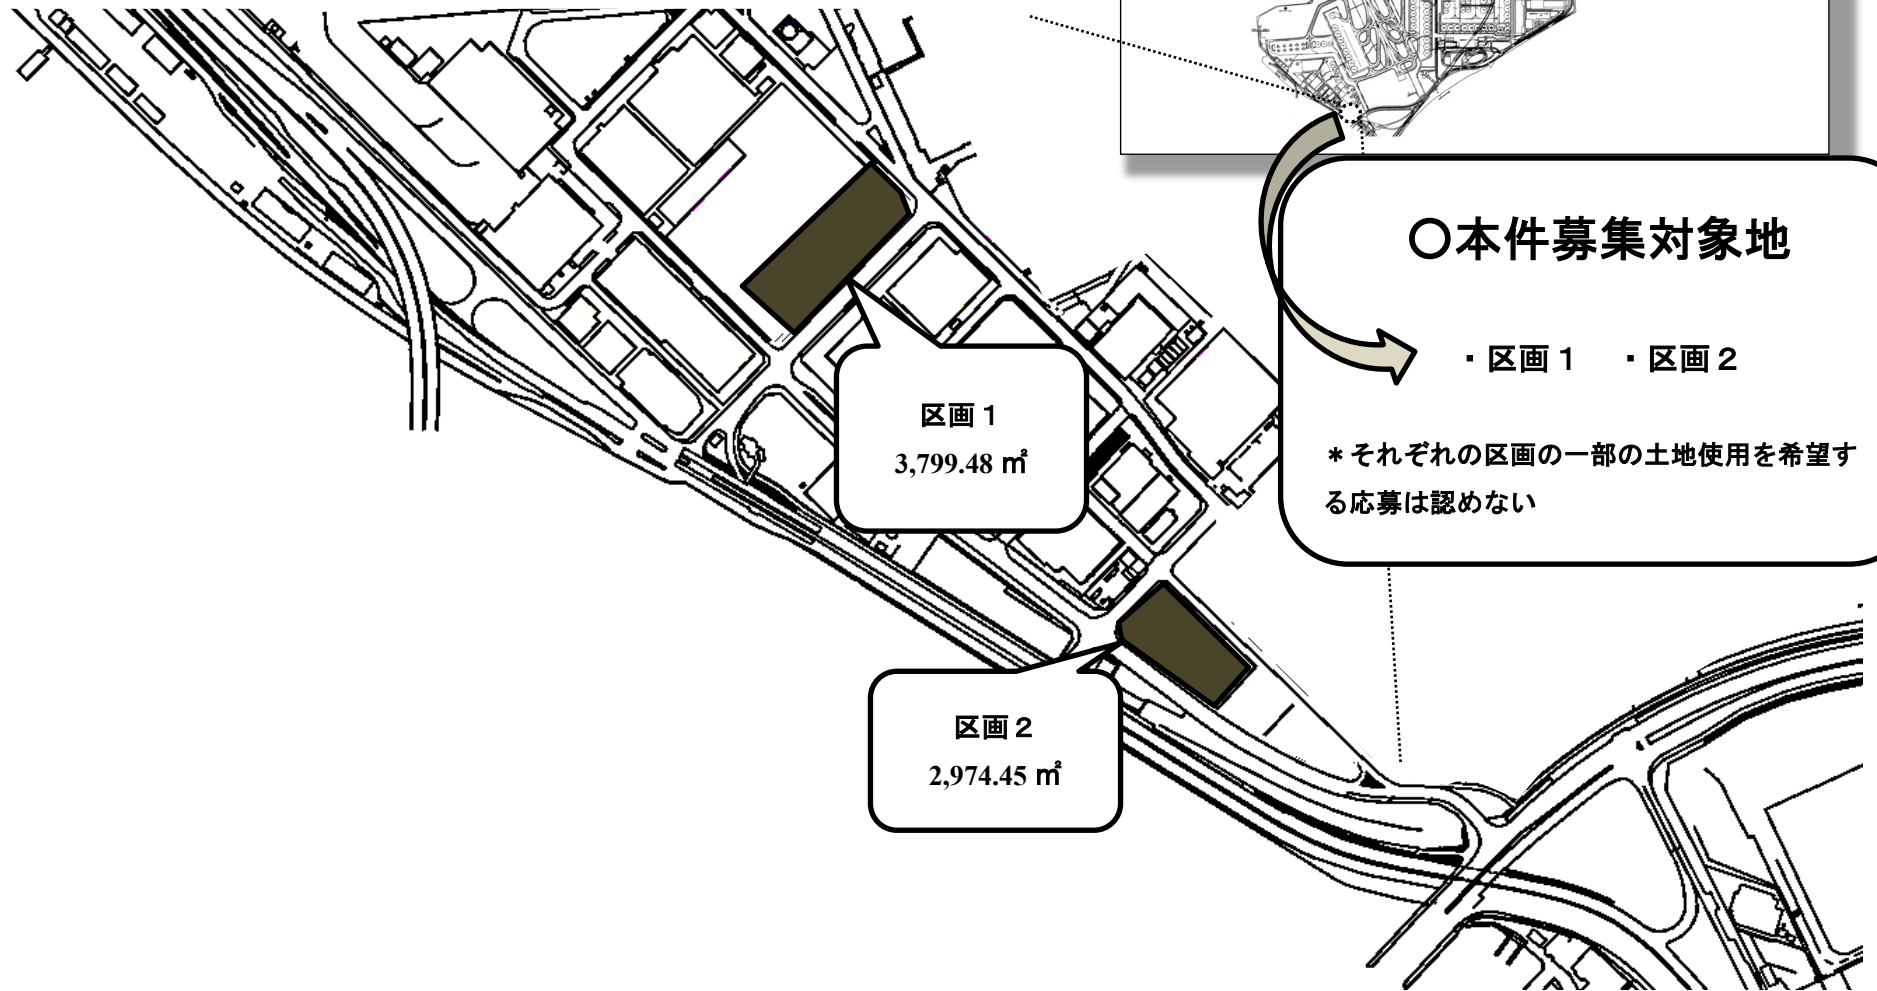 〇本件募集対象地
・区画１　・区画２
＊それぞれの区画の一部の土地使用を希望す
る応募は認めない
区画１
3,799.48 ㎡
区画２
2,974.45 ㎡